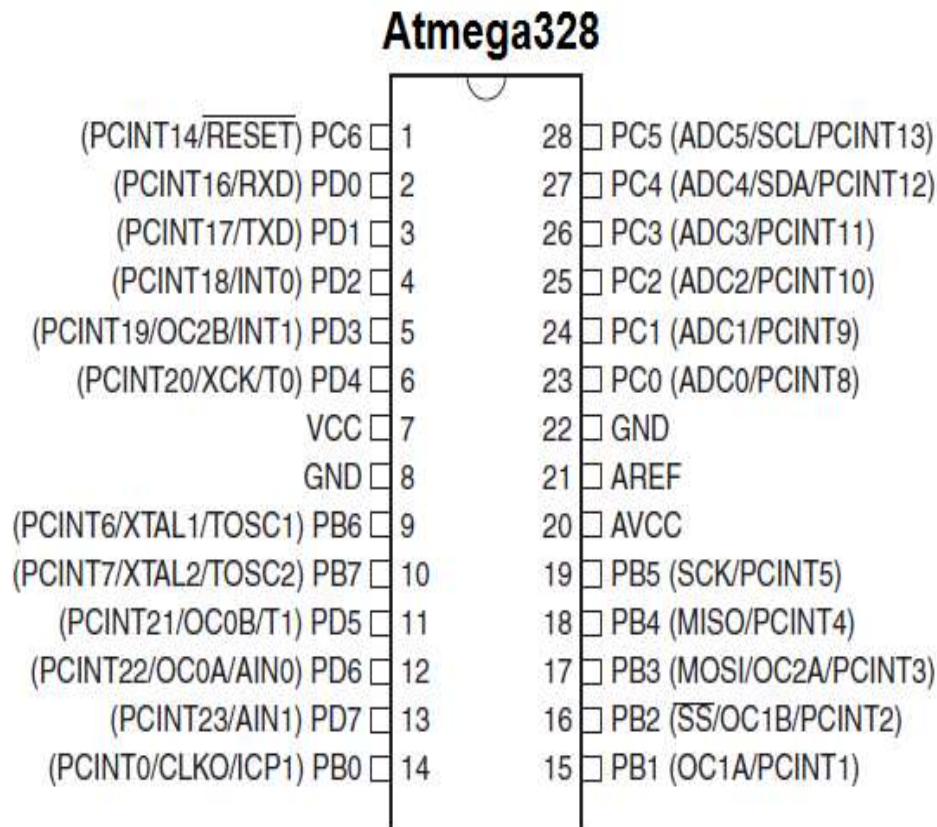 Atmega328
(PCINT14/RESET) PC6 1 28 PC5 (ADC5/SCL/PCINT13)
(PCINT16/RXD) PD0 2 27 PC4 (ADC4/SDA/PCINT12)
(PCINT17/TXD) PD1 3 26 PC3 (ADC3/PCINT11)
(PCINT18/INT0) PD2 4 25 PC2 (ADC2/PCINT10)
(PCINT19/OC2B/INT1) PD3 5 24 PC1 (ADC1/PCINT9)
(PCINT20/XCK/T0) PD4 6 23 PC0 (ADC0/PCINT8)
VCC 7 22 GND
GND 8 21 AREF
(PCINT6/XTAL1/TOSC1) PB6 9 20 AVCC
(PCINT7/XTAL2/TOSC2) PB7 10 19 PB5 (SCK/PCINT5)
(PCINT21/OC0B/T1) PD5 11 18 PB4 (MISO/PCINT4)
(PCINT22/OC0A/AIN0) PD6 12 17 PB3 (MOSI/OC2A/PCINT3)
(PCINT23/AIN1) PD7 13 16 PB2 (SS/OC1B/PCINT2)
(PCINT0/CLKO/ICP1) PB0 14 15 PB1 (OC1A/PCINT1)